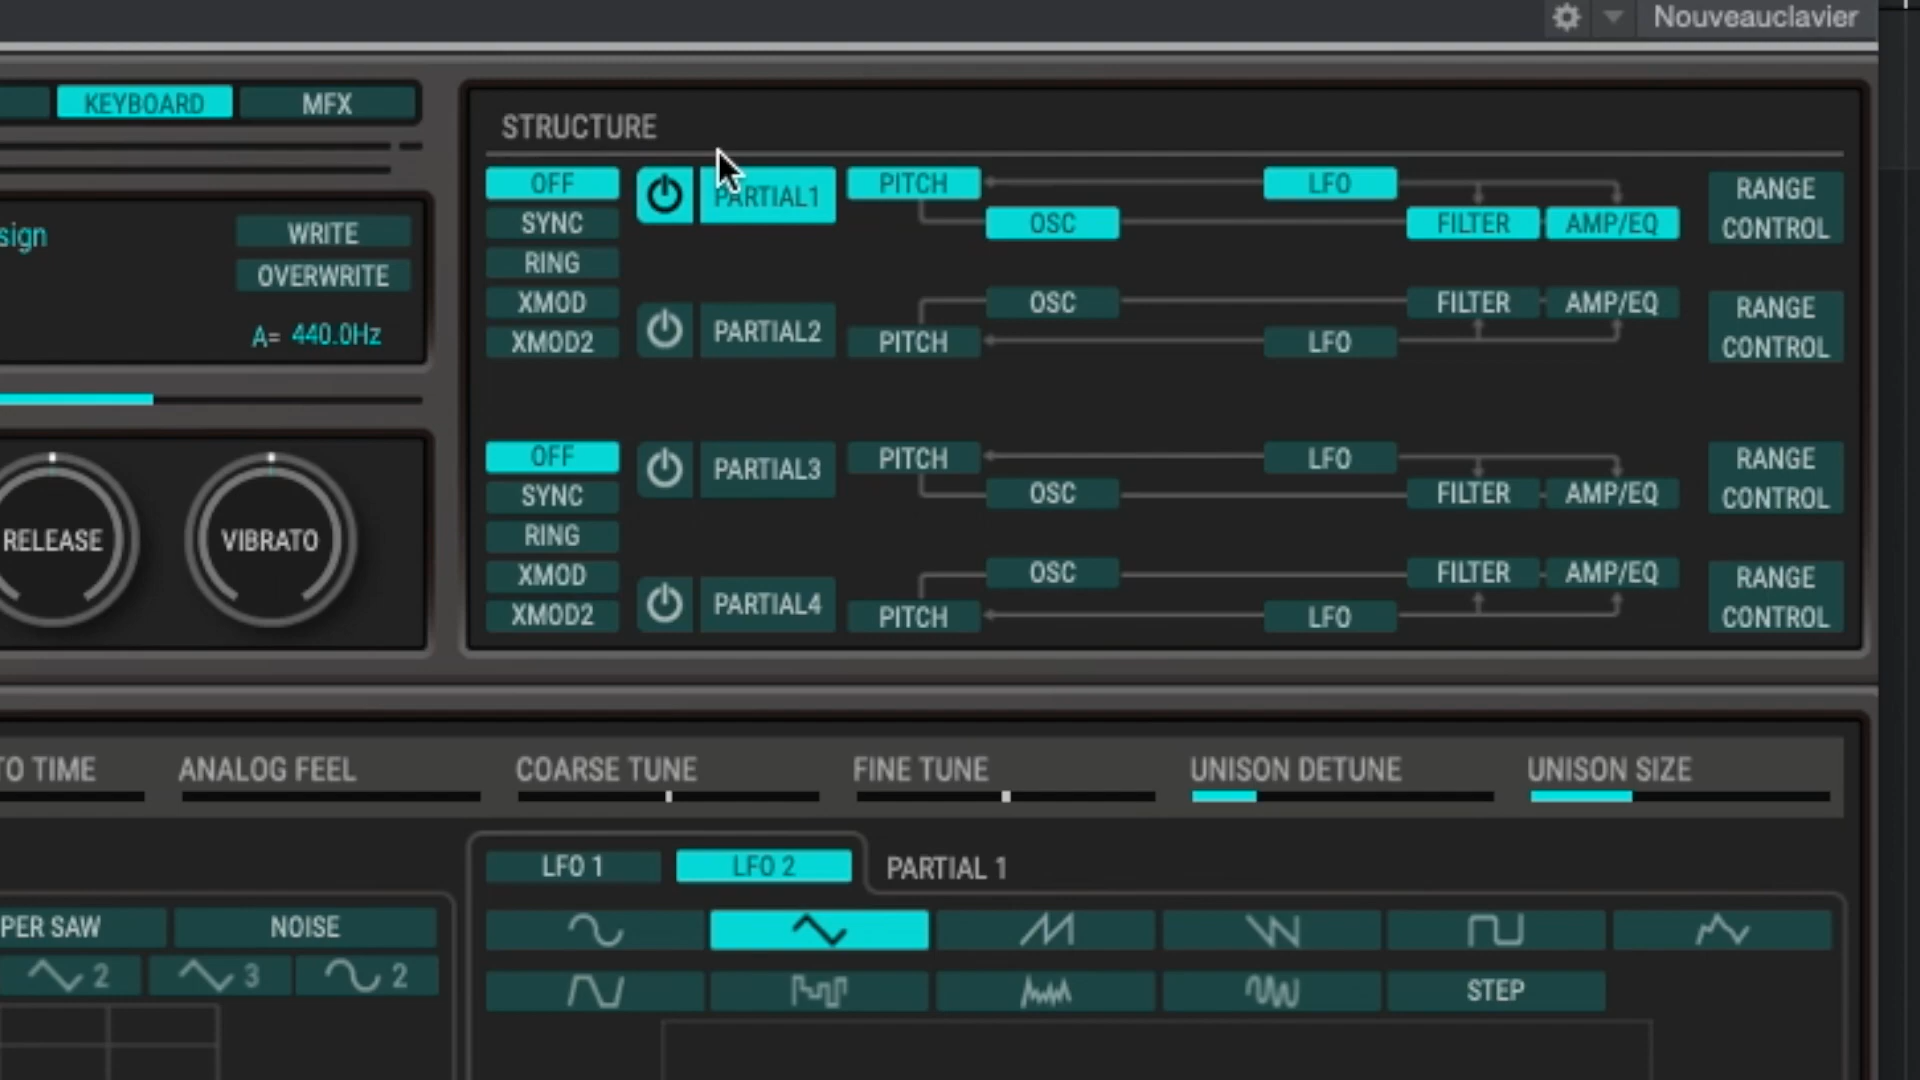 Nouveauclavier
KEYBOARD MFX
sign
WRITE
OVERWRITE
A= 440.0Hz
RELEASE VIBRATO
STRUCTURE
OFF PARTIAL1 PITCH LFO RANGE
SYNC OSC FILTER AMP/EQ CONTROL
RING
XMOD PARTIAL2 OSC FILTER AMP/EQ RANGE
XMOD2 PITCH LFO CONTROL
OFF PARTIAL3 PITCH LFO RANGE
SYNC OSC FILTER AMP/EQ CONTROL
RING
XMOD PARTIAL4 OSC FILTER AMP/EQ RANGE
XMOD2 PITCH LFO CONTROL
TO TIME ANALOG FEEL COARSE TUNE FINE TUNE UNISON DETUNE UNISON SIZE
LFO 1 LFO 2 PARTIAL 1
PER SAW NOISE
2 3 2
STEP